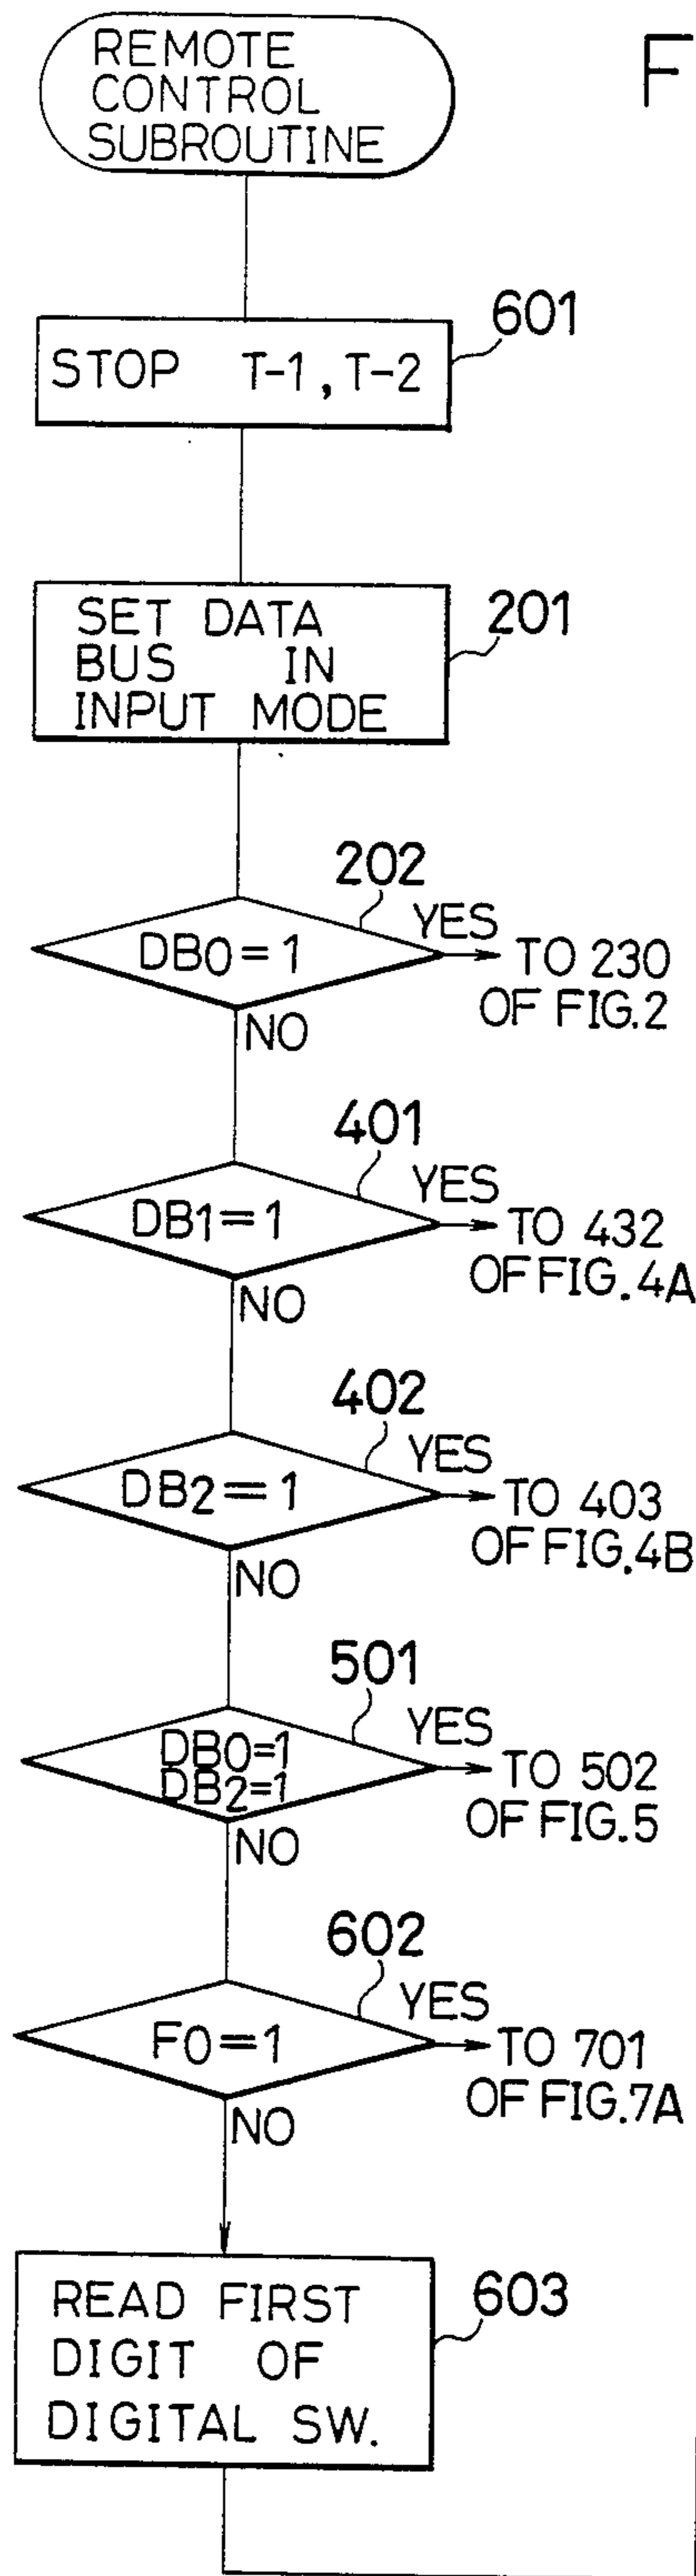 REMOTE
CONTROL
SUBROUTINE
F
601
STOP T-1, T-2
201
SET DATA
BUS IN
INPUT MODE
202
DB0=1
YES
TO 230
OF FIG.2
NO
401
DB1=1
YES
TO 432
OF FIG.4A
NO
402
DB2=1
YES
TO 403
OF FIG.4B
NO
501
DB0=1
DB2=1
YES
TO 502
OF FIG.5
NO
602
F0=1
YES
TO 701
OF FIG.7A
NO
603
READ FIRST
DIGIT OF
DIGITAL SW.